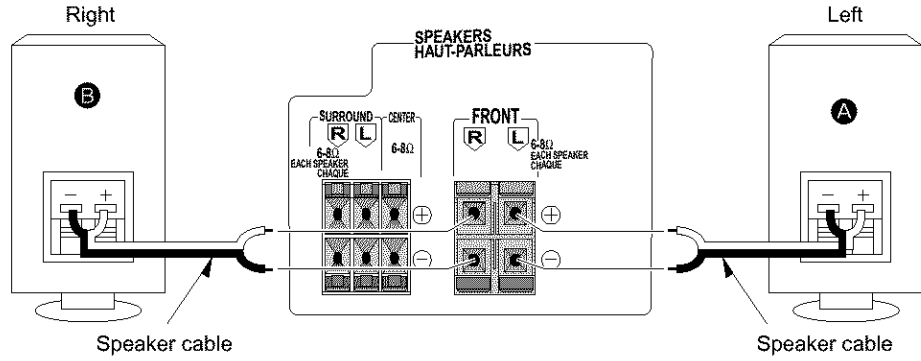 Right
Left
SPEAKERS
HAUT-PARLEURS
B
A
SURROUND
CENTER
FRONT
R L
R L
6-8Ω
EACH SPEAKER
CHAQUE
6-8Ω
6-8Ω
EACH SPEAKER
CHAQUE
− +
− +
+
+
−
−
Speaker cable
Speaker cable